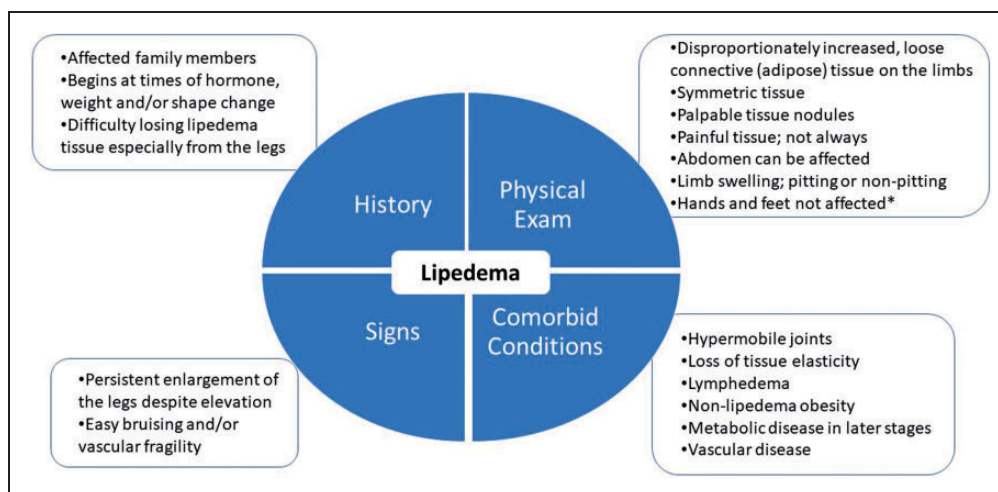 •Affected family members
•Begins at times of hormone,
weight and/or shape change
•Difficulty losing lipedema
tissue especially from the legs
•Disproportionately increased, loose
connective (adipose) tissue on the limbs
•Symmetric tissue
•Palpable tissue nodules
•Painful tissue; not always
•Abdomen can be affected
•Limb swelling; pitting or non-pitting
•Hands and feet not affected*
History
Physical
Exam
Lipedema
Signs
Comorbid
Conditions
•Persistent enlargement of
the legs despite elevation
•Easy bruising and/or
vascular fragility
•Hypermobile joints
•Loss of tissue elasticity
•Lymphedema
•Non-lipedema obesity
•Metabolic disease in later stages
•Vascular disease